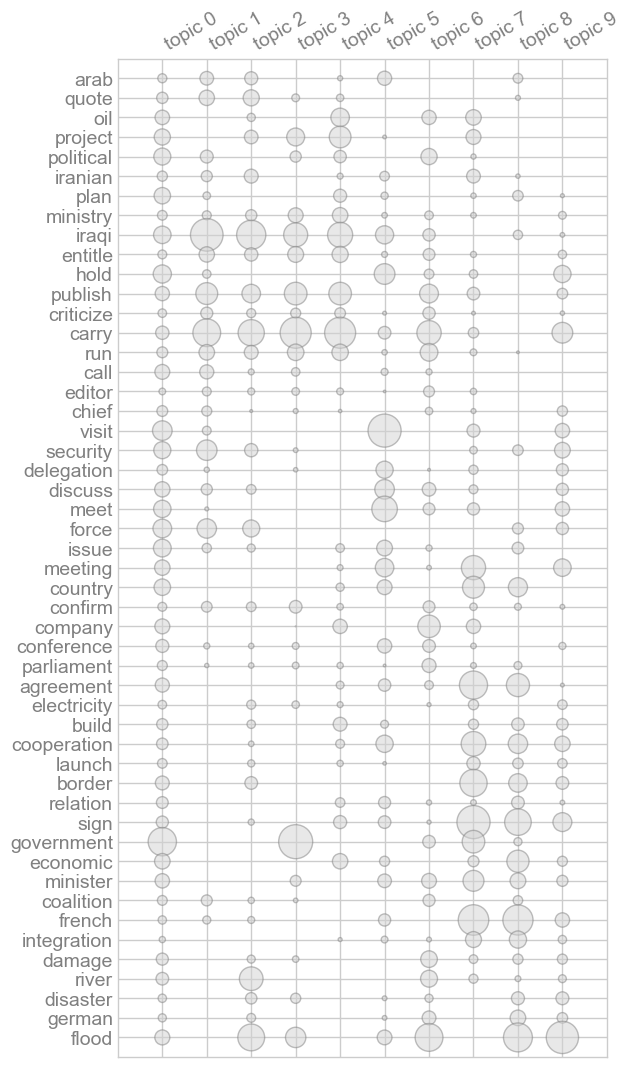 topic 0 topic 1 topic 2 topic 3 topic 4 topic 5 topic 6 topic 7 topic 8 topic 9
arab
quote
oil
project
political
iranian
plan
ministry
iraqi
entitle
hold
publish
criticize
carry
run
call
editor
chief
visit
security
delegation
discuss
meet
force
issue
meeting
country
confirm
company
conference
parliament
agreement
electricity
build
cooperation
launch
border
relation
sign
government
economic
minister
coalition
french
integration
damage
river
disaster
german
flood